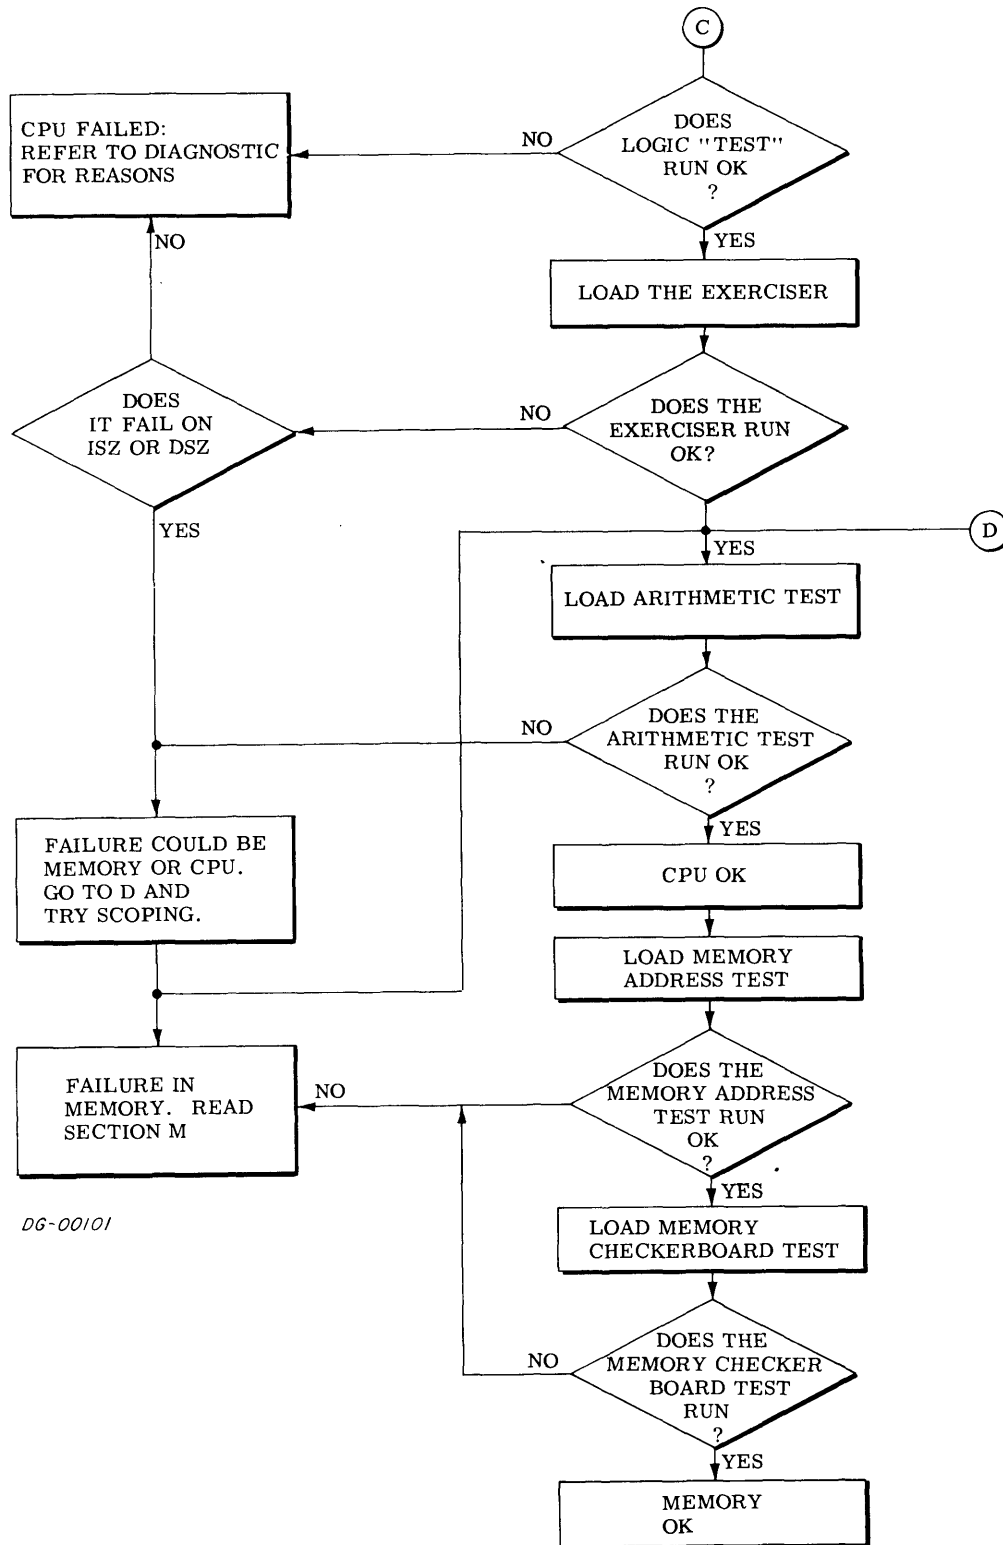 C
DOES
LOGIC "TEST"
RUN OK
?
NO
CPU FAILED:
REFER TO DIAGNOSTIC
FOR REASONS
YES
NO
LOAD THE EXERCISER
DOES THE
EXERCISER RUN
OK?
NO
DOES
IT FAIL ON
ISZ OR DSZ
YES
D
YES
LOAD ARITHMETIC TEST
DOES THE
ARITHMETIC TEST
RUN OK
?
NO
YES
FAILURE COULD BE
MEMORY OR CPU.
GO TO D AND
TRY SCOPING.
CPU OK
LOAD MEMORY
ADDRESS TEST
DOES THE
MEMORY ADDRESS
TEST RUN
OK
?
NO
FAILURE IN
MEMORY. READ
SECTION M
YES
DG-00101
LOAD MEMORY
CHECKERBOARD TEST
DOES THE
MEMORY CHECKER
BOARD TEST
RUN
?
NO
YES
MEMORY
OK